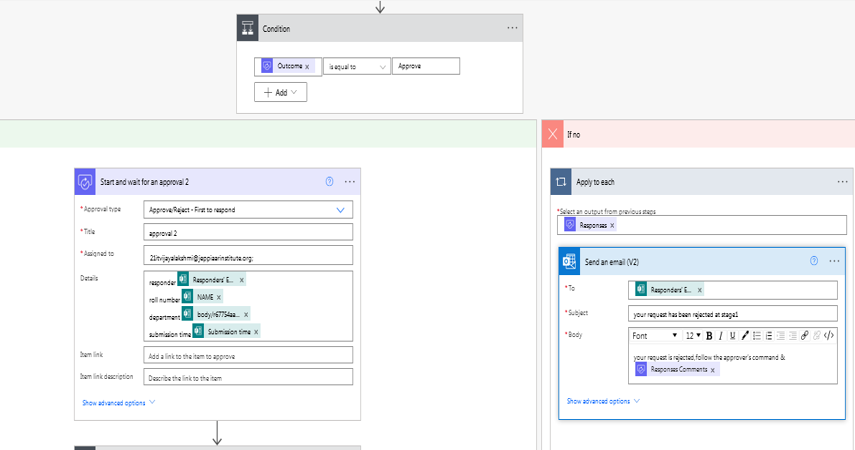 Condition
Outcome x is equal to Approve
Add
If no
Start and wait for an approval 2
* Approval type Approve/Reject - First to respond
* Title approval 2
* Assigned to 21itvijayalakshmi@jeppiaarinstitute.org;
Details
responder Responders' E... x
roll number NAME x
department body/r67754aa... x
submission time Submission time x
Item link Add a link to the item to approve
Item link description Describe the link to the item
Show advanced options
Apply to each
* Select an output from previous steps
Responses x
Send an email (V2)
* To Responders' E... x
* Subject your request has been rejected at stage1
* Body Font 12 B I U </>
your request is rejected,follow the approver's command &
Responses Comments x
Show advanced options